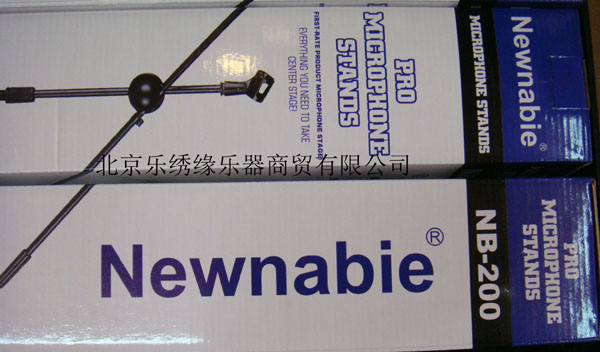 PRO
MICROPHONE
STANDS
FIRST-RATE PRODUCT MICROPHONE STAGE
EVERYTHING YOU NEED TO TAKE
CENTER STAGE!
Newnabie®
MICROPHONE STANDS
北京乐绣缘乐器商贸有限公司
Newnabie®
NB-200
PRO
MICROPHONE
STANDS